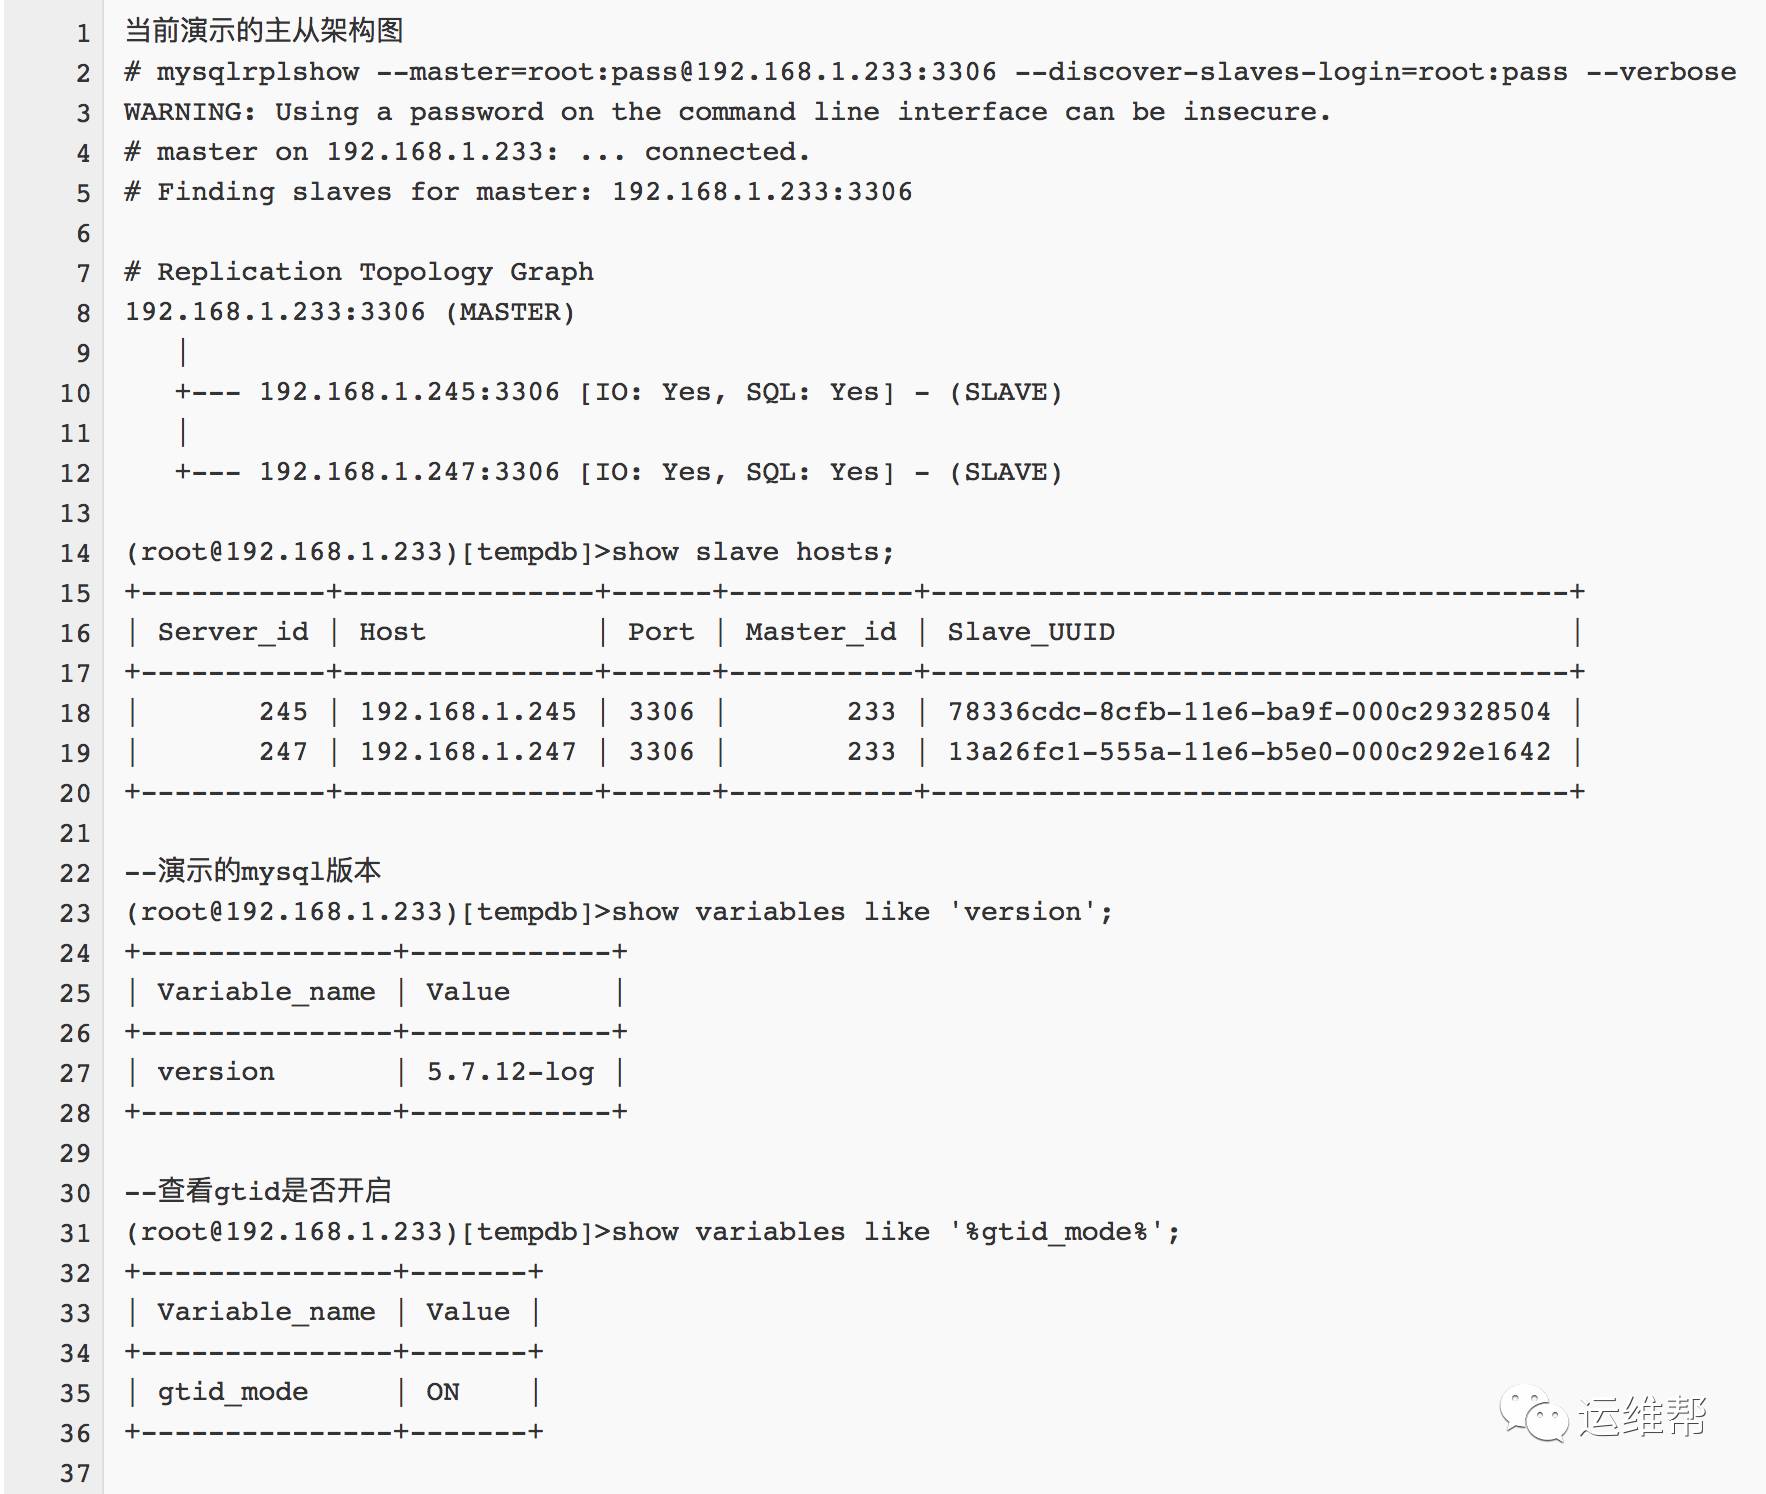 1 当前演示的主从架构图
2 # mysqlrplshow --master=root:pass@192.168.1.233:3306 --discover-slaves-login=root:pass --verbose
3 WARNING: Using a password on the command line interface can be insecure.
4 # master on 192.168.1.233: ... connected.
5 # Finding slaves for master: 192.168.1.233:3306
6
7 # Replication Topology Graph
8 192.168.1.233:3306 (MASTER)
9    |
10    +--- 192.168.1.245:3306 [IO: Yes, SQL: Yes] - (SLAVE)
11    |
12    +--- 192.168.1.247:3306 [IO: Yes, SQL: Yes] - (SLAVE)
13
14 (root@192.168.1.233)[tempdb]>show slave hosts;
15 +-----------+---------------+------+-----------+--------------------------------------+
16 | Server_id | Host          | Port | Master_id | Slave_UUID                           |
17 +-----------+---------------+------+-----------+--------------------------------------+
18 |       245 | 192.168.1.245 | 3306 |       233 | 78336cdc-8cfb-11e6-ba9f-000c29328504 |
19 |       247 | 192.168.1.247 | 3306 |       233 | 13a26fc1-555a-11e6-b5e0-000c292e1642 |
20 +-----------+---------------+------+-----------+--------------------------------------+
21
22 --演示的mysql版本
23 (root@192.168.1.233)[tempdb]>show variables like 'version';
24 +---------------+------------+
25 | Variable_name | Value      |
26 +---------------+------------+
27 | version       | 5.7.12-log |
28 +---------------+------------+
29
30 --查看gtid是否开启
31 (root@192.168.1.233)[tempdb]>show variables like '%gtid_mode%';
32 +---------------+-------+
33 | Variable_name | Value |
34 +---------------+-------+
35 | gtid_mode     | ON    |
36 +---------------+-------+
37
运维帮